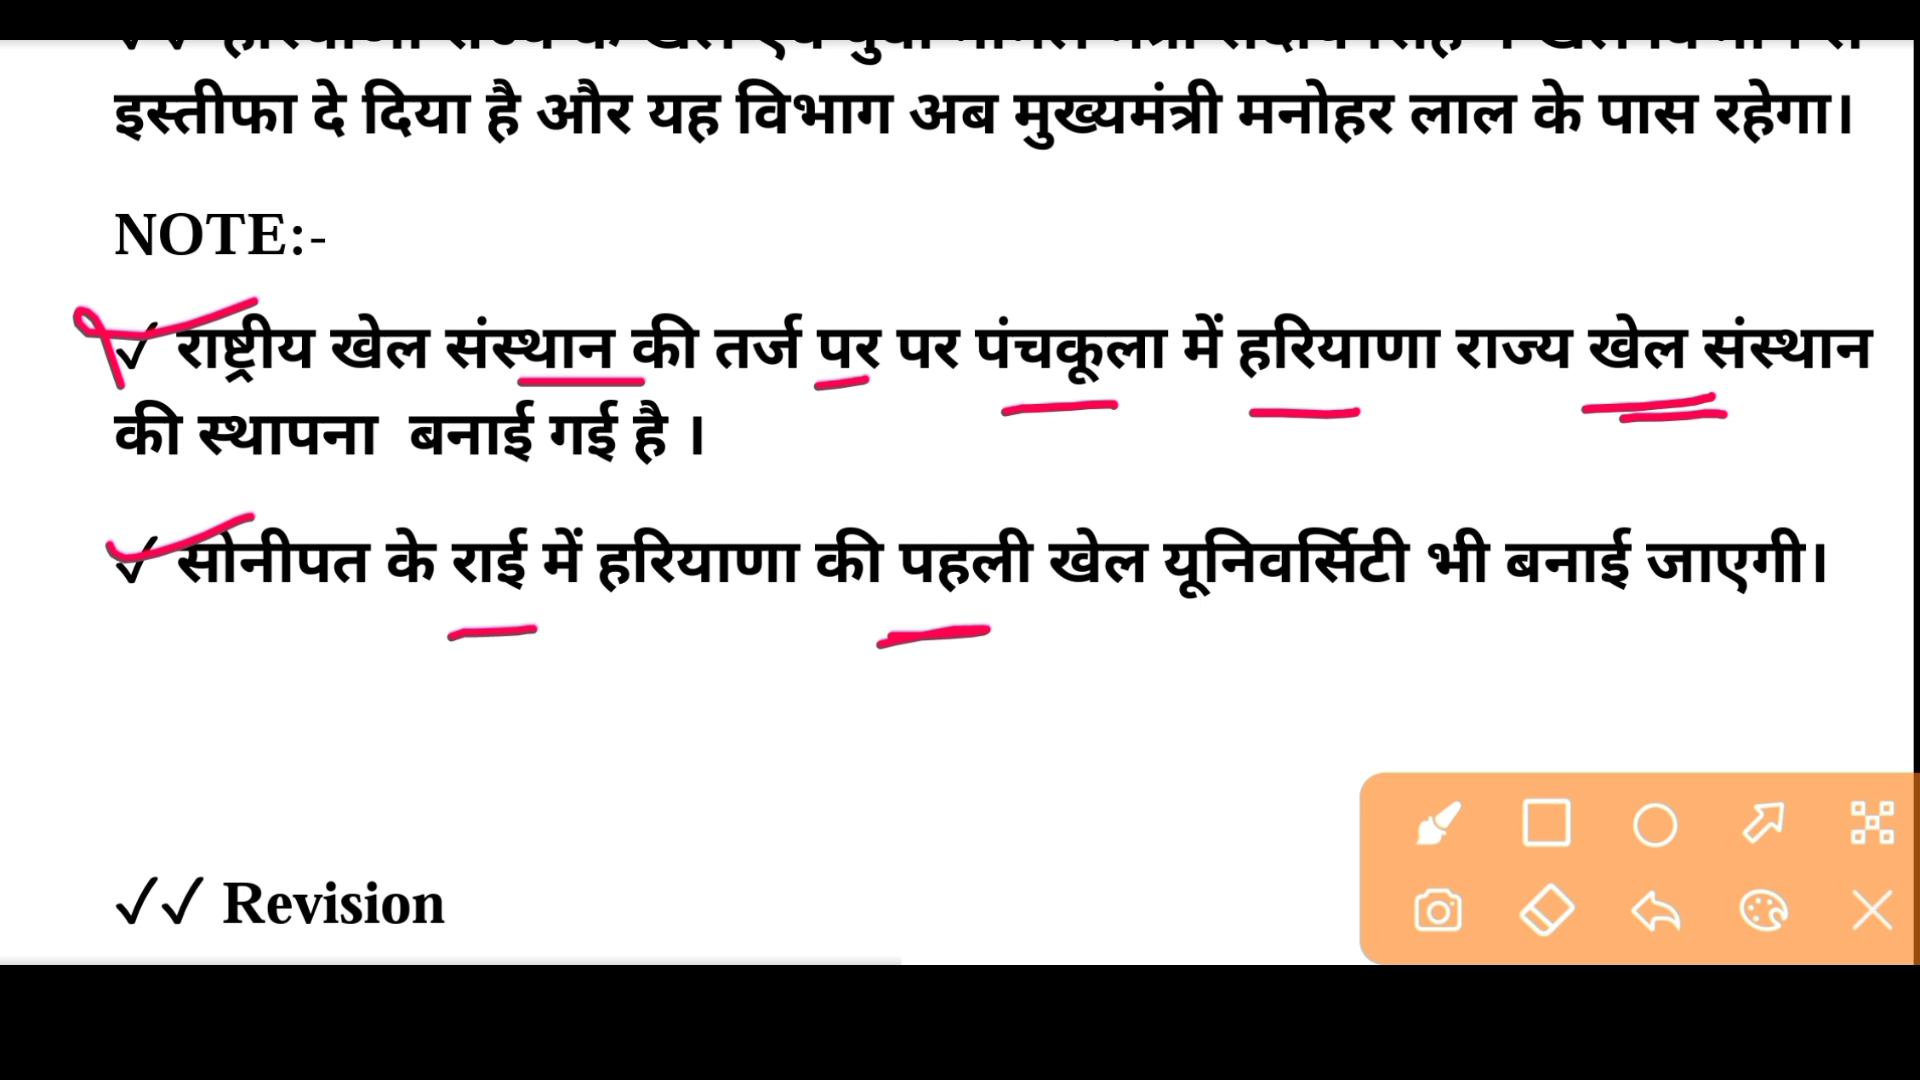 इस्तीफा दे दिया है और यह विभाग अब मुख्यमंत्री मनोहर लाल के पास रहेगा।
NOTE:-
✓ राष्ट्रीय खेल संस्थान की तर्ज पर पर पंचकूला में हरियाणा राज्य खेल संस्थान
की स्थापना बनाई गई है ।
✓ सोनीपत के राई में हरियाणा की पहली खेल यूनिवर्सिटी भी बनाई जाएगी।
✓✓ Revision